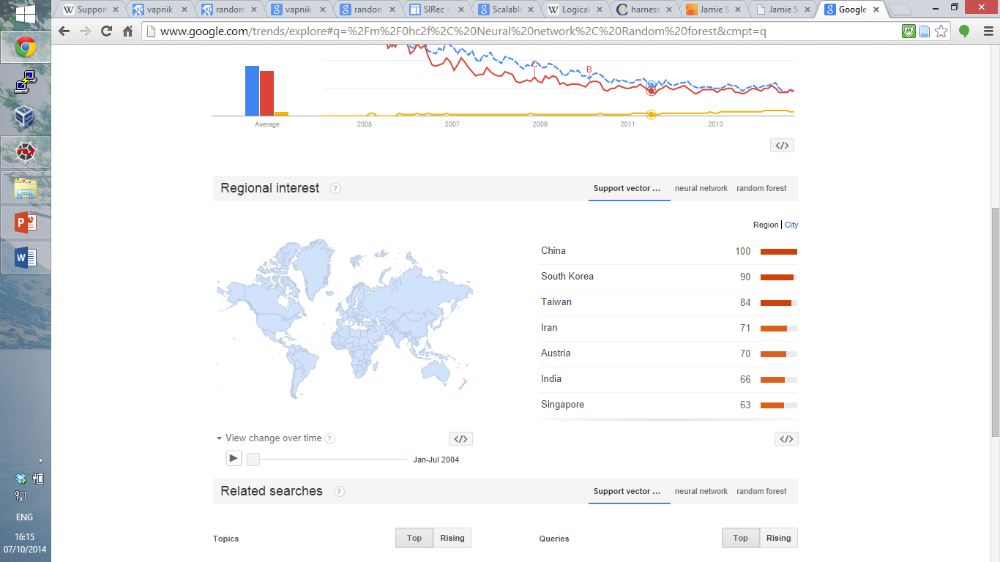 Support
vapnik
random
vapnik
randon
SIRec -
Scalable
Logical
harness
Jamie S
Jamie S
Google
www.google.com/trends/explore#q=%2Fm%2F0hc2f%2C%20Neural%20network%2C%20Random%20forest&cmpt=q
C
B
Average 2005 2007 2009 2011 2013
</>
Regional interest ? Support vector ... neural network random forest
Region | City
China 100
South Korea 90
Taiwan 84
Iran 71
Austria 70
India 66
Singapore 63
View change over time ? </> </>
Jan-Jul 2004
Related searches ? Support vector ... neural network random forest
Topics Top Rising Queries Top Rising
ENG
16:15
07/10/2014